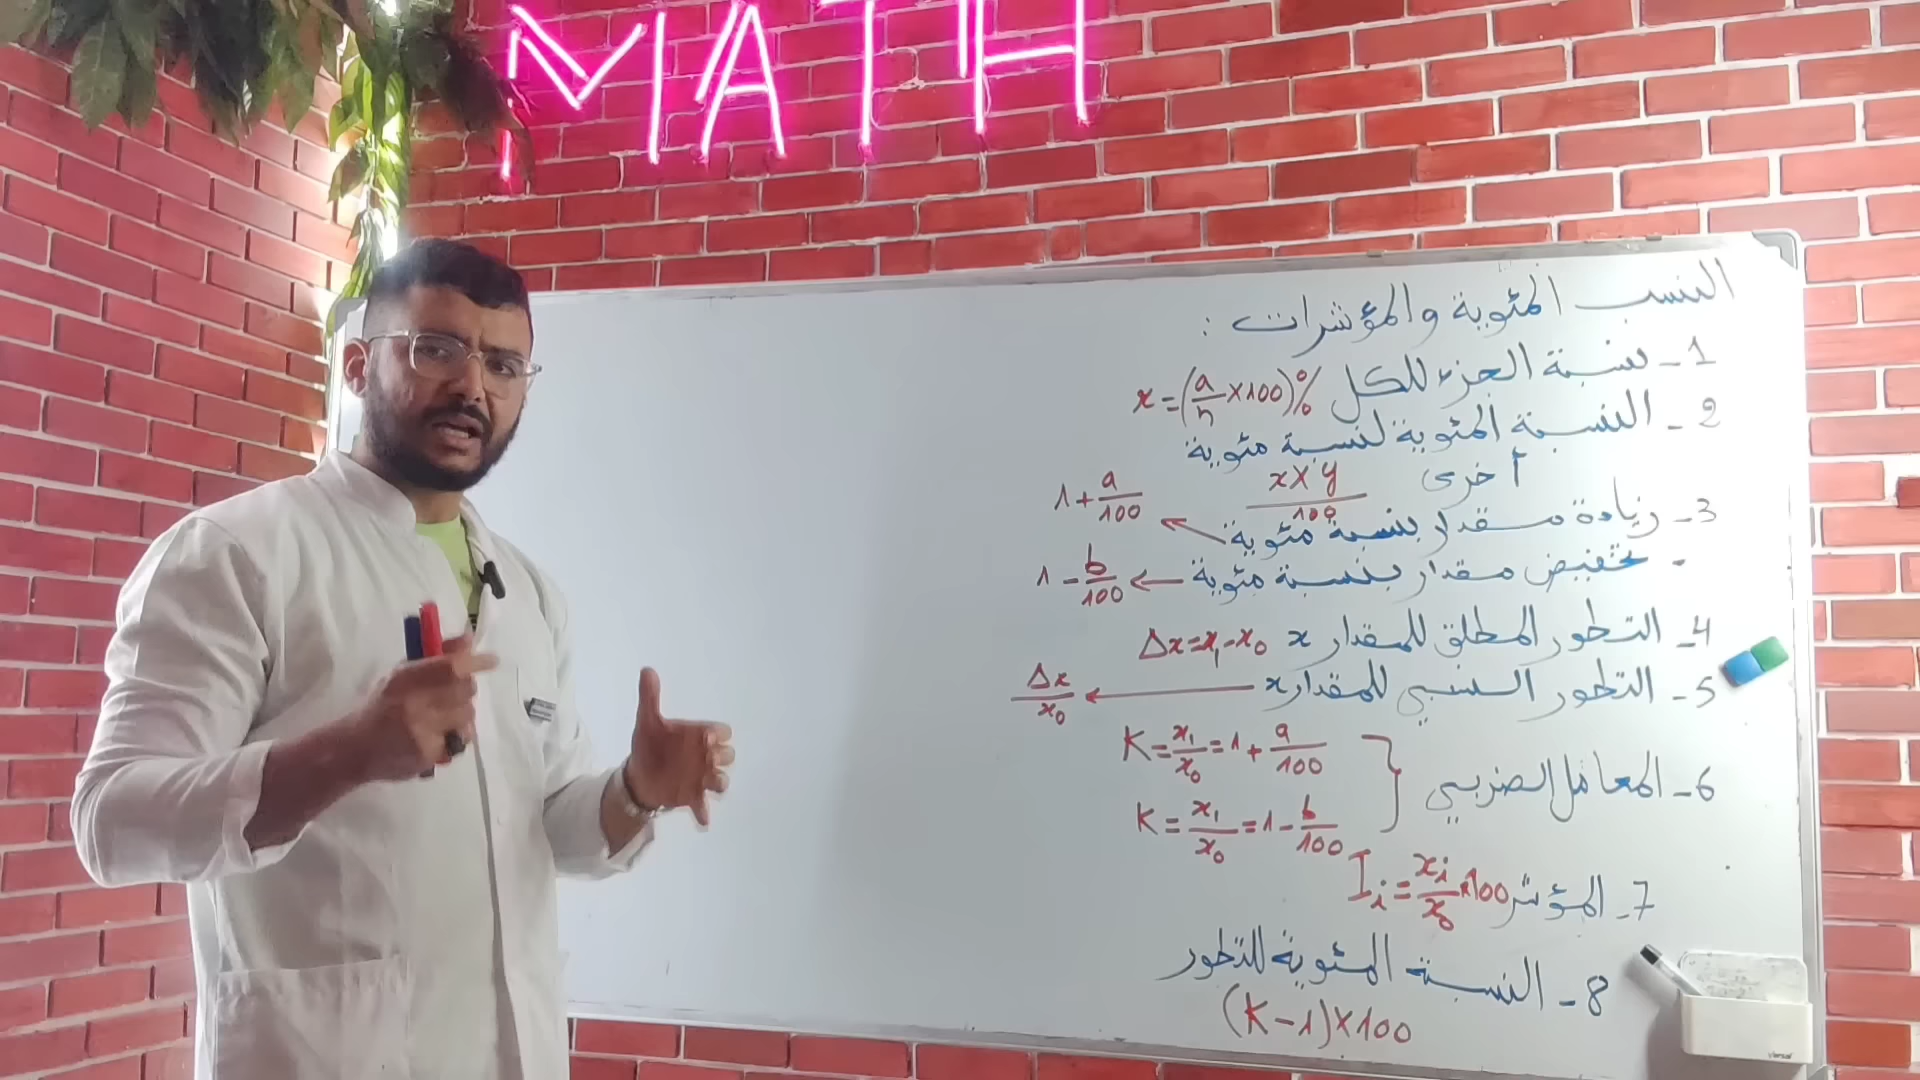 MATH
النسب المئوية والمؤشرات :
1- نسبة الجزء للكل x=(a/n ×100)%
2- النسبة المئوية لنسبة مئوية
أخرى x×y/100
3- زيادة مقدار بنسبة مئوية ← 1+a/100
- تخفيض مقدار بنسبة مئوية ← 1-b/100
4- التطور المطلق للمقدار x Δx=x₁-x₀
5- التطور النسبي للمقدار x ← Δx/x₀
6- المعامل الضربي } K=x₁/x₀=1+a/100
K=x₁/x₀=1-b/100
7- المؤشر Iᵢ=xᵢ/x₀×100
8- النسبة المئوية للتطور
(K-1)×100